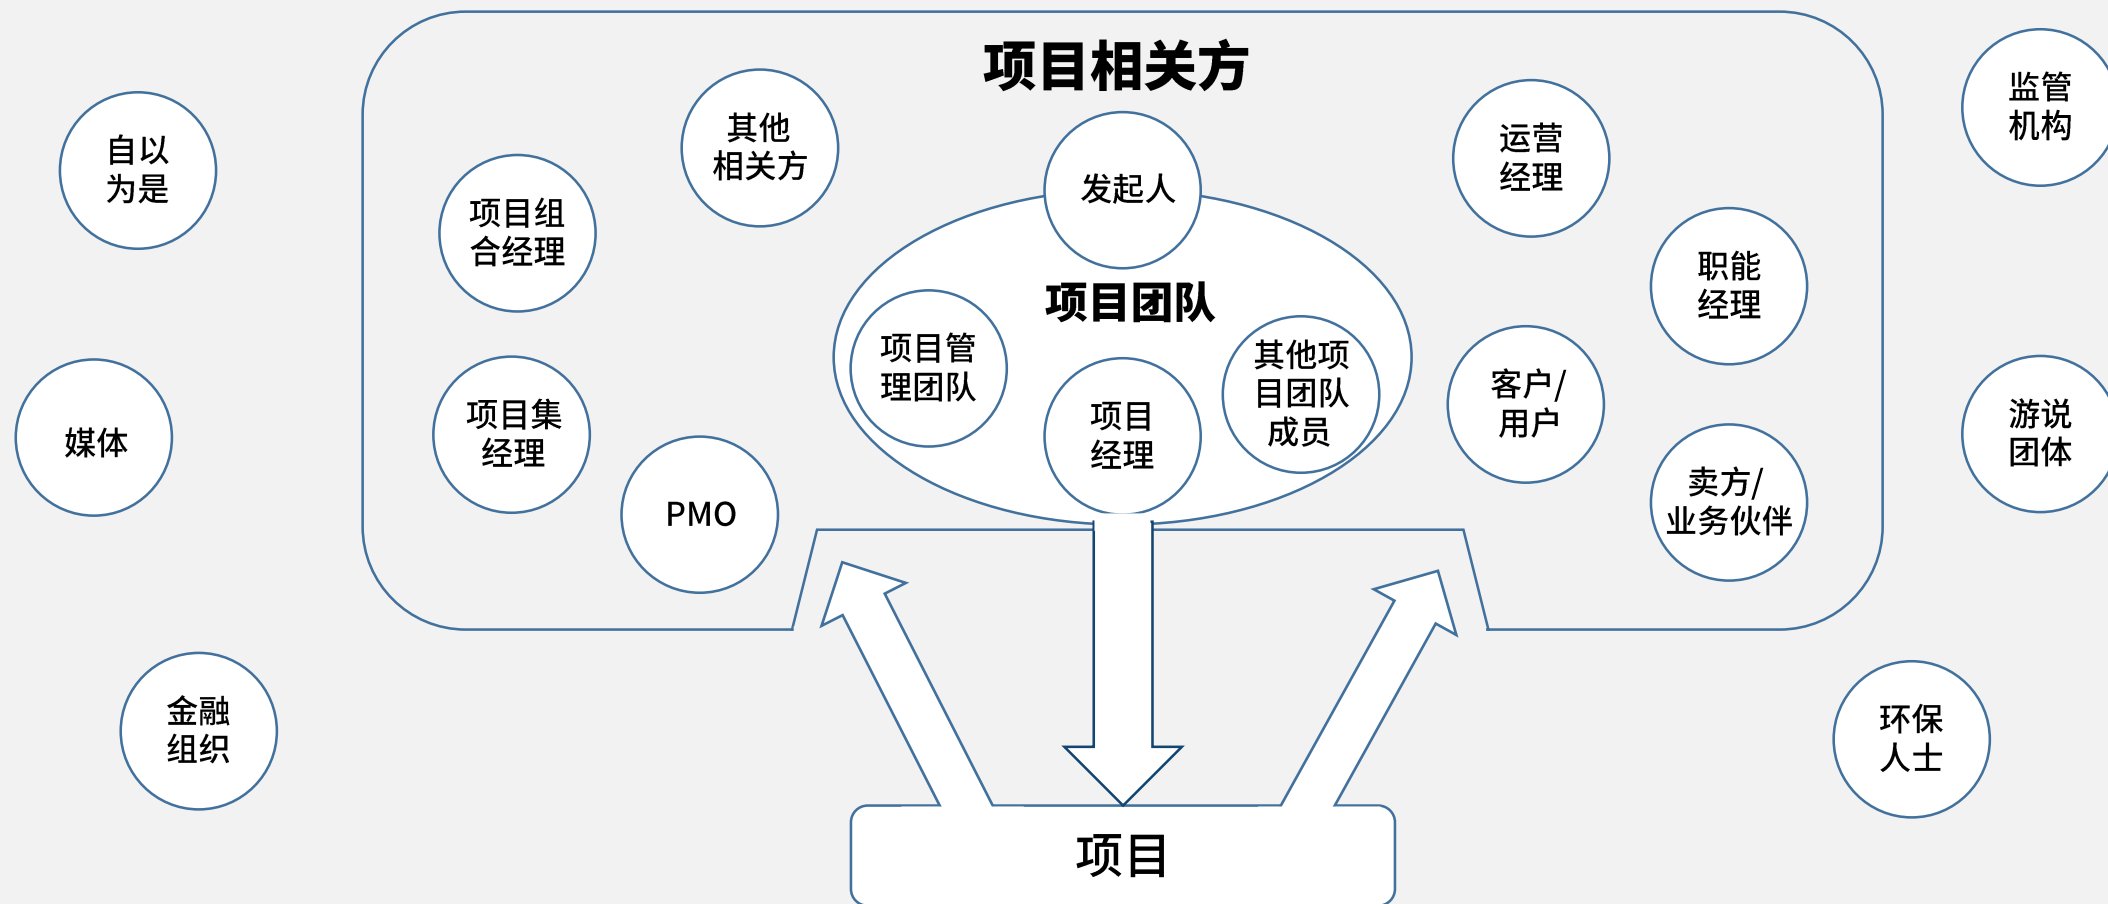 项目相关方
自以
为是
媒体
金融
组织
项目组
合经理
其他
相关方
项目集
经理
PMO
发起人
项目团队
项目管
理团队
项目
经理
其他项
目团队
成员
运营
经理
职能
经理
客户/
用户
卖方/
业务伙伴
监管
机构
游说
团体
环保
人士
项目